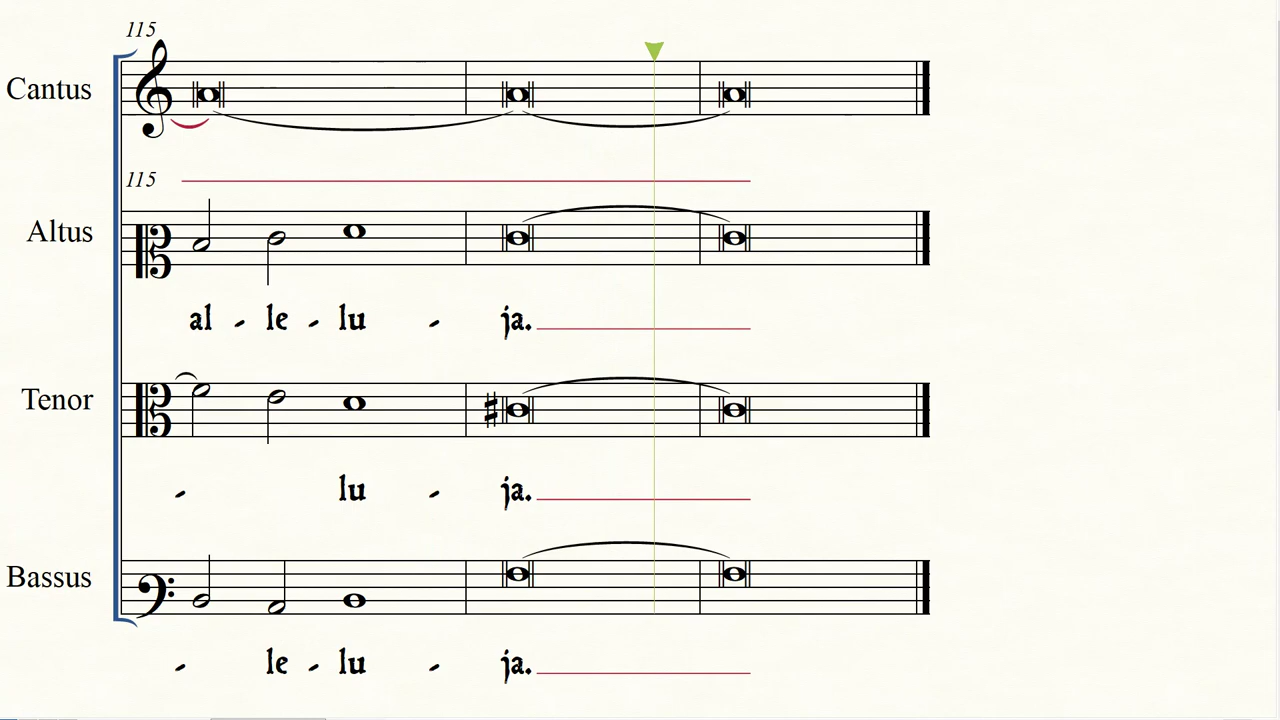 115
Cantus
115
Altus
al - le - lu - ja.
Tenor
- lu - ja.
Bassus
- le - lu - ja.